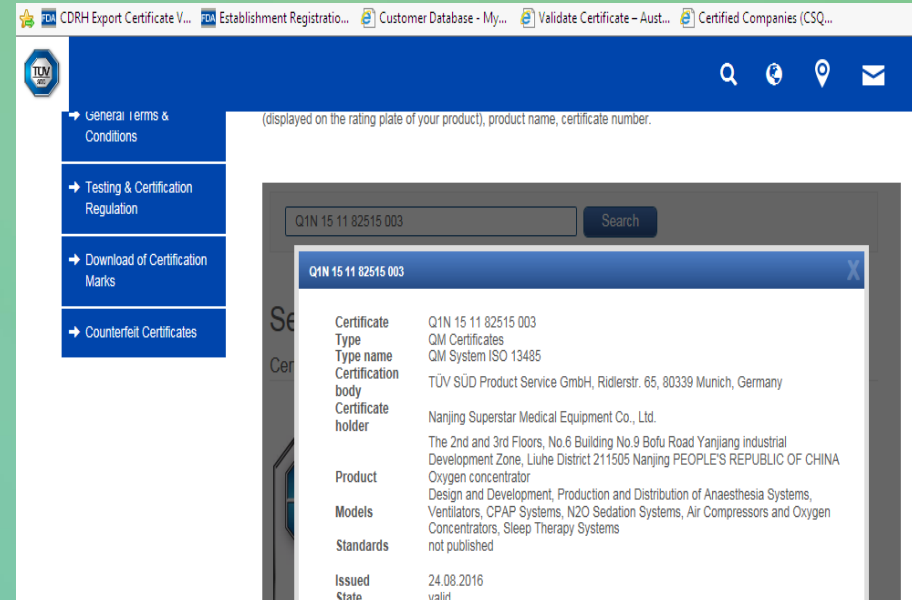 CDRH Export Certificate V... FDA Establishment Registratio... Customer Database - My... Validate Certificate – Aust... Certified Companies (CSQ...
TÜV
General Terms &
Conditions
(displayed on the rating plate of your product), product name, certificate number.
Testing & Certification
Regulation
Download of Certification
Marks
Counterfeit Certificates
Q1N 15 11 82515 003 Search
Q1N 15 11 82515 003 X
Se
Cer
Certificate Q1N 15 11 82515 003
Type QM Certificates
Type name QM System ISO 13485
Certification
body
TÜV SÜD Product Service GmbH, Ridlerstr. 65, 80339 Munich, Germany
Certificate
holder
Nanjing Superstar Medical Equipment Co., Ltd.
The 2nd and 3rd Floors, No.6 Building No.9 Bofu Road Yanjiang industrial
Development Zone, Liuhe District 211505 Nanjing PEOPLE'S REPUBLIC OF CHINA
Product Oxygen concentrator
Design and Development, Production and Distribution of Anaesthesia Systems,
Models Ventilators, CPAP Systems, N2O Sedation Systems, Air Compressors and Oxygen
Concentrators, Sleep Therapy Systems
Standards not published
Issued 24.08.2016
State valid